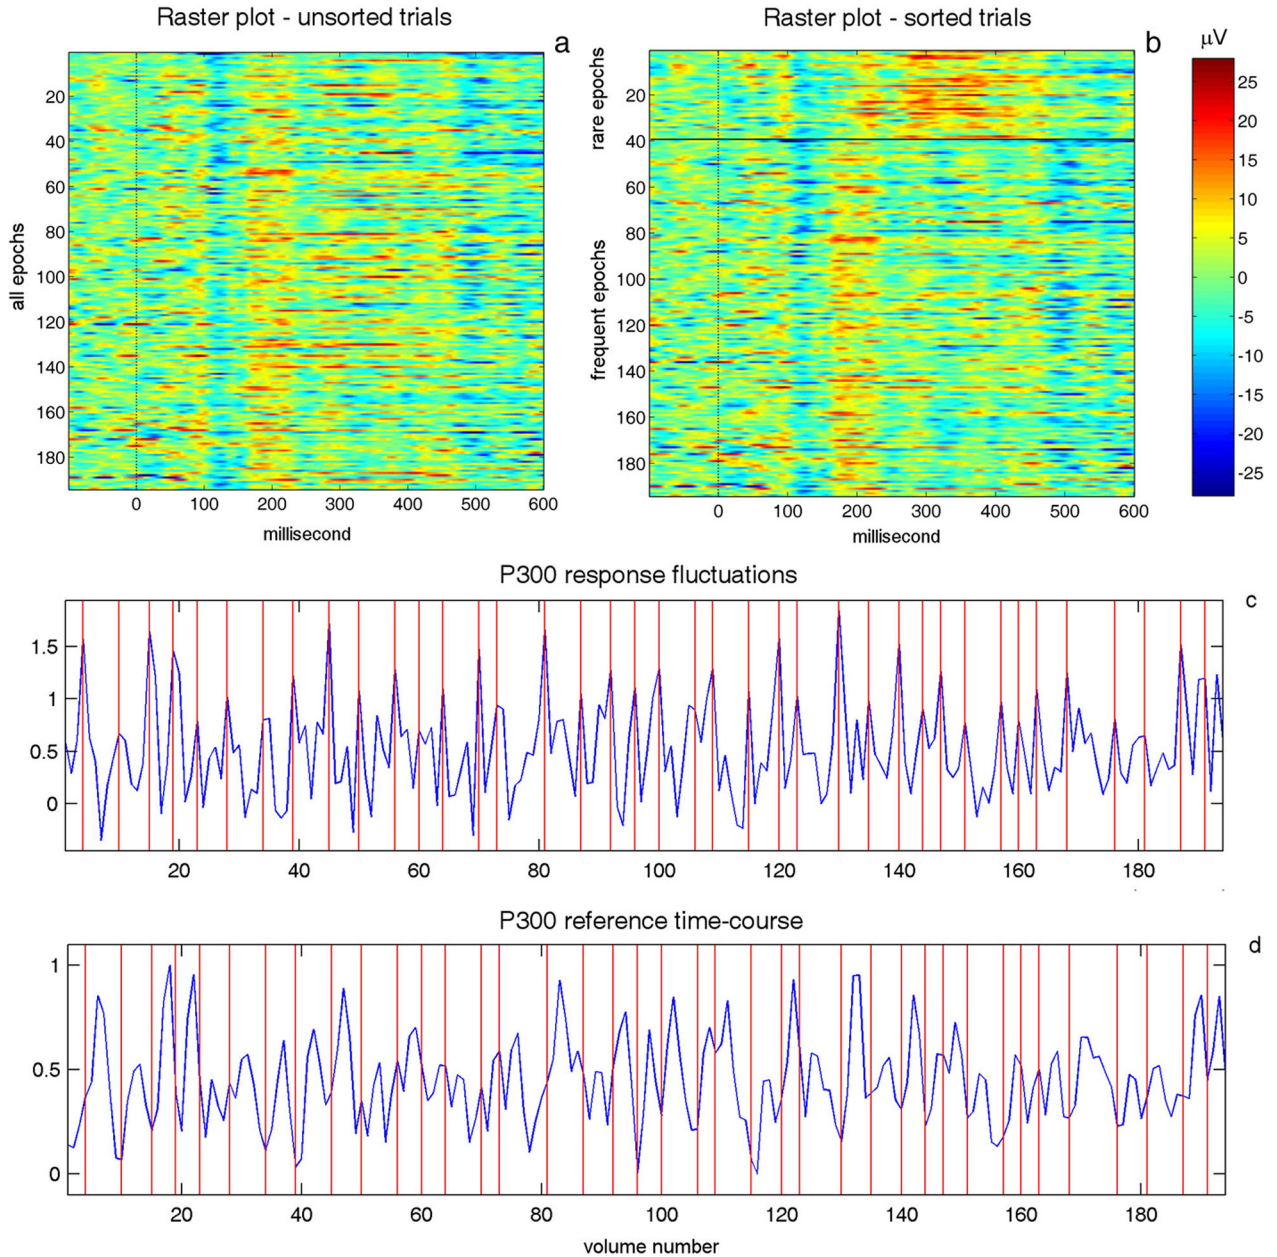 Raster plot - unsorted trials
a
all epochs
20
40
60
80
100
120
140
160
180
0 100 200 300 400 500 600
millisecond
Raster plot - sorted trials
b
rare epochs
frequent epochs
20
40
60
80
100
120
140
160
180
0 100 200 300 400 500 600
millisecond
μV
25
20
15
10
5
0
-5
-10
-15
-20
-25
P300 response fluctuations
c
1.5
1
0.5
0
20 40 60 80 100 120 140 160 180
P300 reference time-course
d
1
0.5
0
20 40 60 80 100 120 140 160 180
volume number